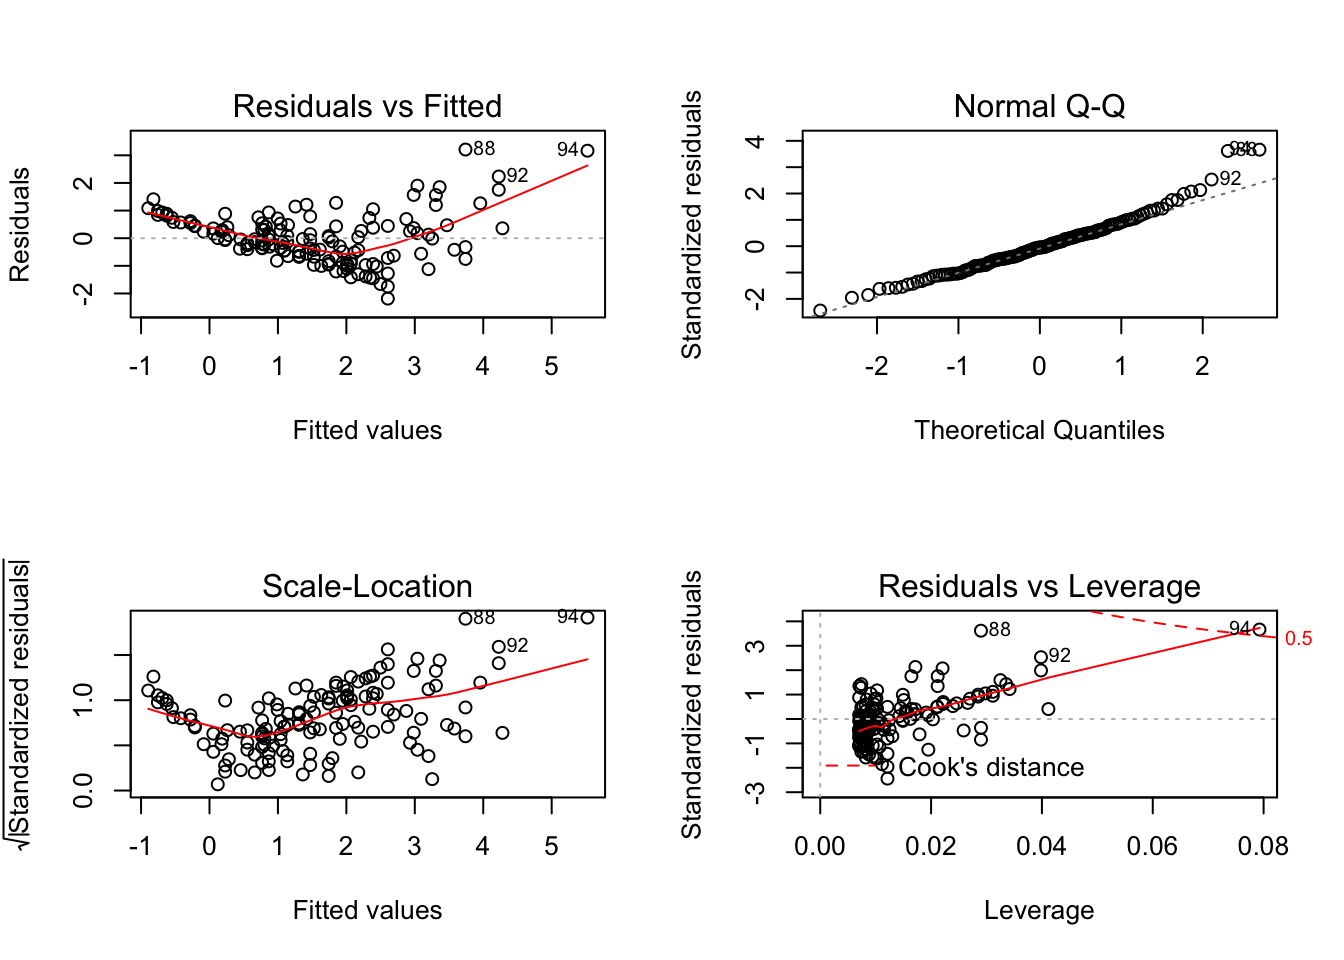 Residuals vs Fitted
Residuals
2
0
-2
88
94
92
-1 0 1 2 3 4 5
Fitted values
Normal Q-Q
Standardized residuals
4
2
0
-2
92
-2 -1 0 1 2
Theoretical Quantiles
Scale-Location
√|Standardized residuals|
1.0
0.0
88
94
92
-1 0 1 2 3 4 5
Fitted values
Residuals vs Leverage
Standardized residuals
3
1
-1
-3
88
94
92
0.5
Cook's distance
0.00 0.02 0.04 0.06 0.08
Leverage